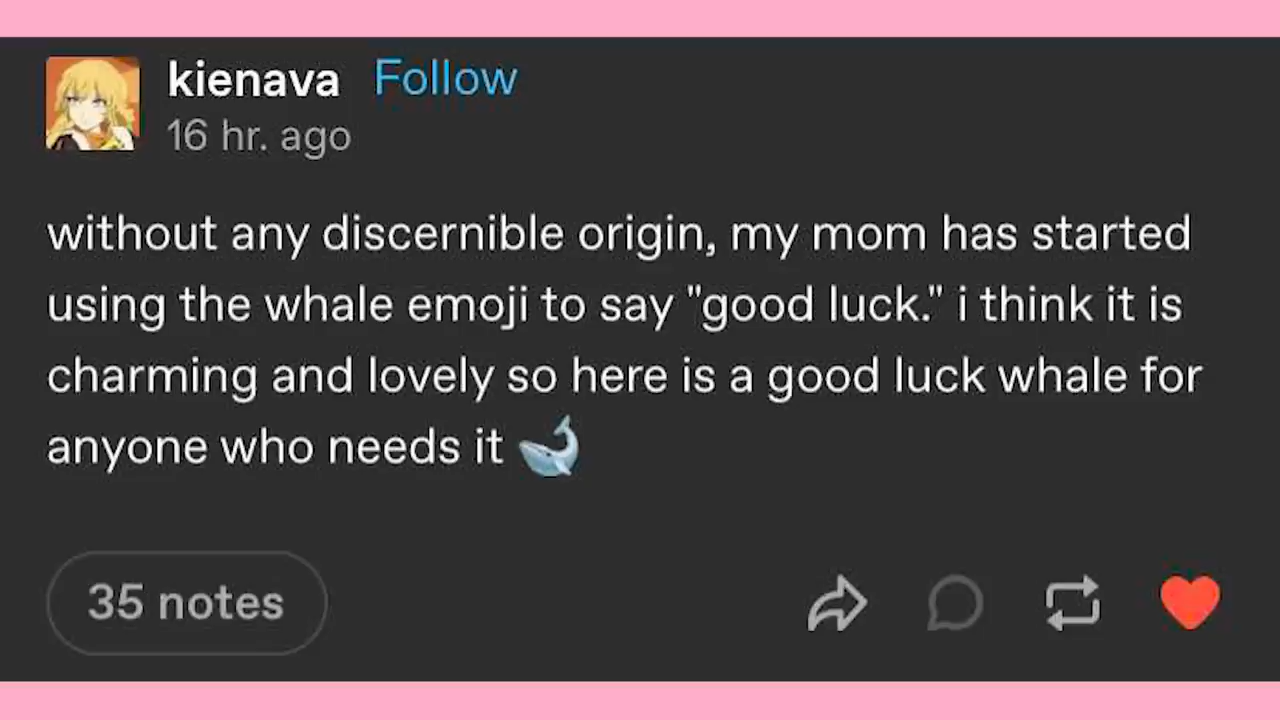 kienava Follow
16 hr. ago
without any discernible origin, my mom has started
using the whale emoji to say "good luck." i think it is
charming and lovely so here is a good luck whale for
anyone who needs it 🐋
35 notes